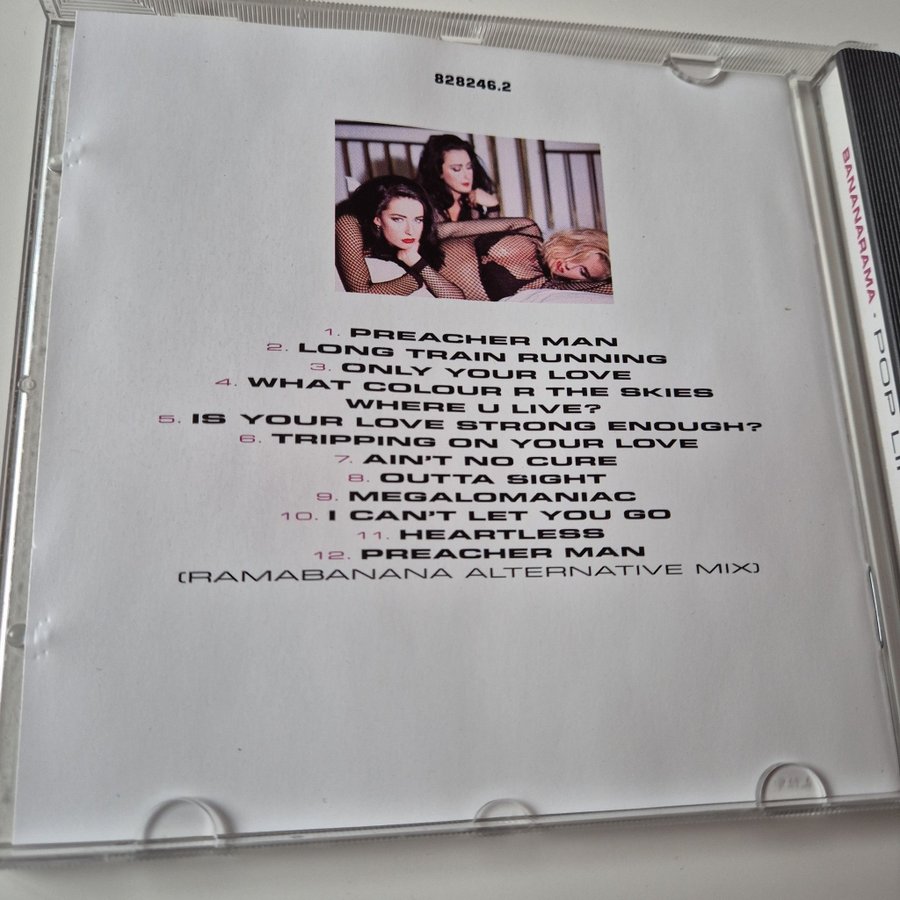 828246.2
1. PREACHER MAN
2. LONG TRAIN RUNNING
3. ONLY YOUR LOVE
4. WHAT COLOUR R THE SKIES
WHERE U LIVE?
5. IS YOUR LOVE STRONG ENOUGH?
6. TRIPPING ON YOUR LOVE
7. AIN'T NO CURE
8. OUTTA SIGHT
9. MEGALOMANIAC
10. I CAN'T LET YOU GO
11. HEARTLESS
12. PREACHER MAN
(RAMABANANA ALTERNATIVE MIX)
BANANARAMA · POP